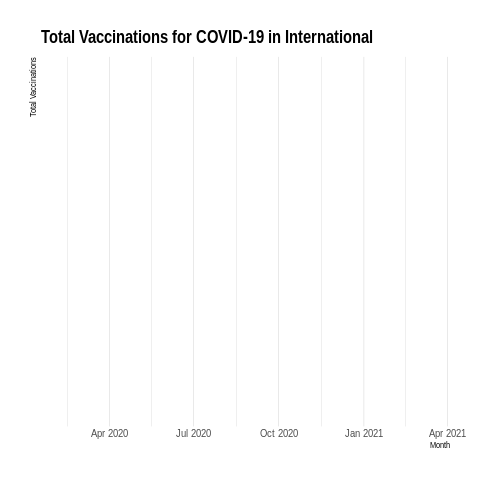 Total Vaccinations for COVID-19 in International
Total Vaccinations
Apr 2020 Jul 2020 Oct 2020 Jan 2021 Apr 2021
Month